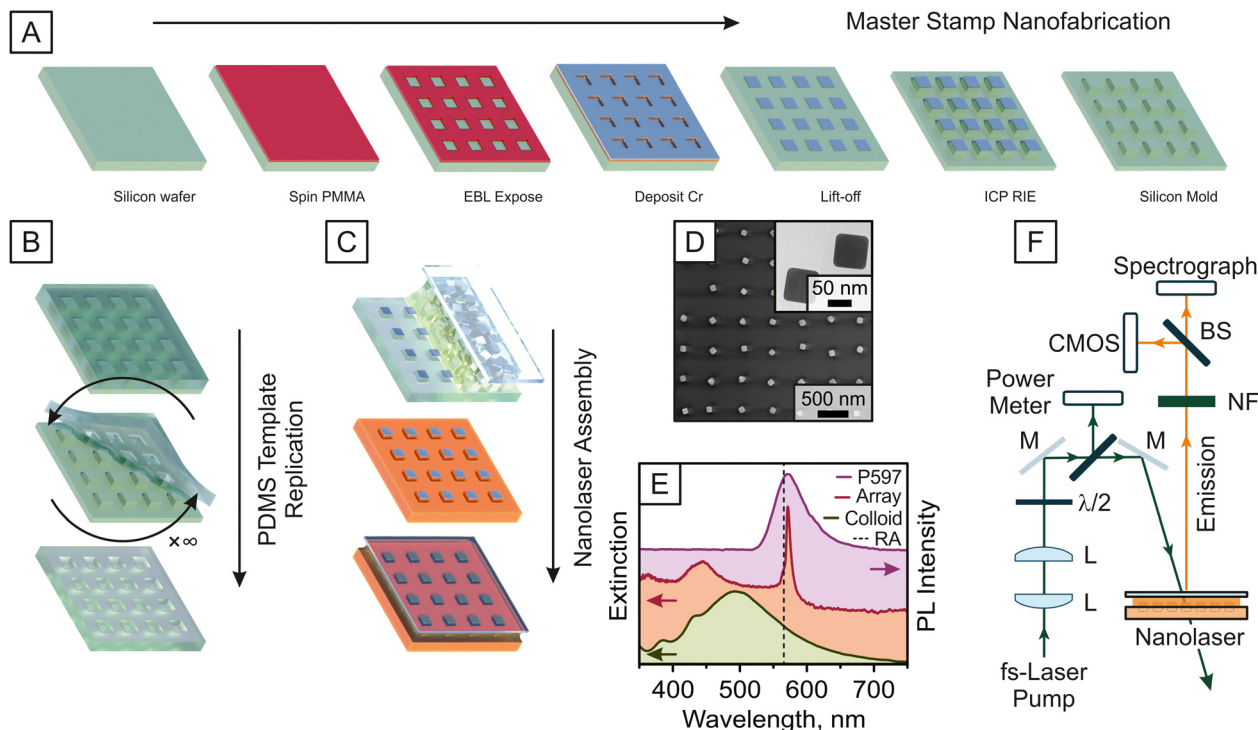 A
Master Stamp Nanofabrication
Silicon wafer
Spin PMMA
EBL Expose
Deposit Cr
Lift-off
ICP RIE
Silicon Mold
B
×∞
PDMS Template
Replication
C
Nanolaser Assembly
D
50 nm
500 nm
E
P597
Array
Colloid
--- RA
Extinction
PL Intensity
400
500
600
700
Wavelength, nm
F
Spectrograph
BS
CMOS
Power
Meter
NF
M
M
λ/2
Emission
L
L
Nanolaser
fs-Laser
Pump